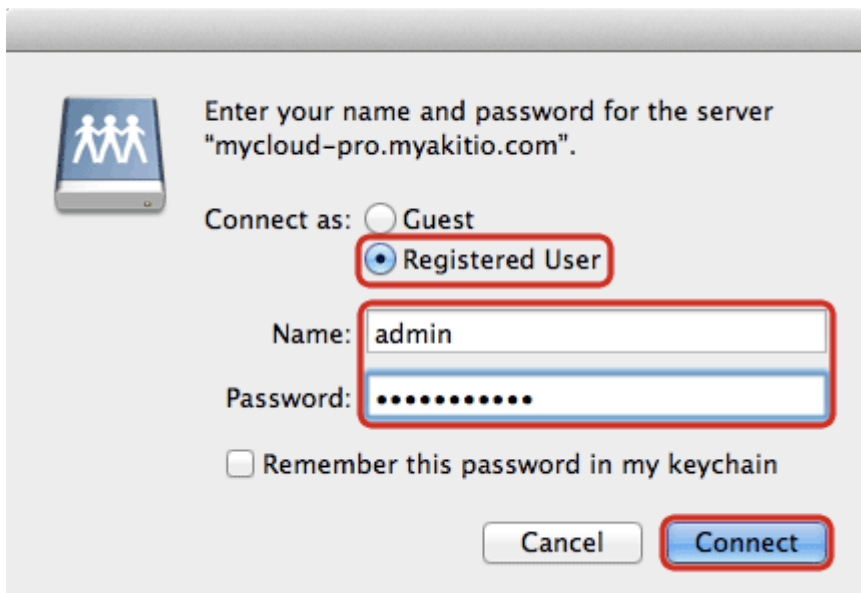 Enter your name and password for the server
“mycloud-pro.myakitio.com”.
Connect as: Guest
Registered User
Name: admin
Password: •••••••••••
Remember this password in my keychain
Cancel Connect